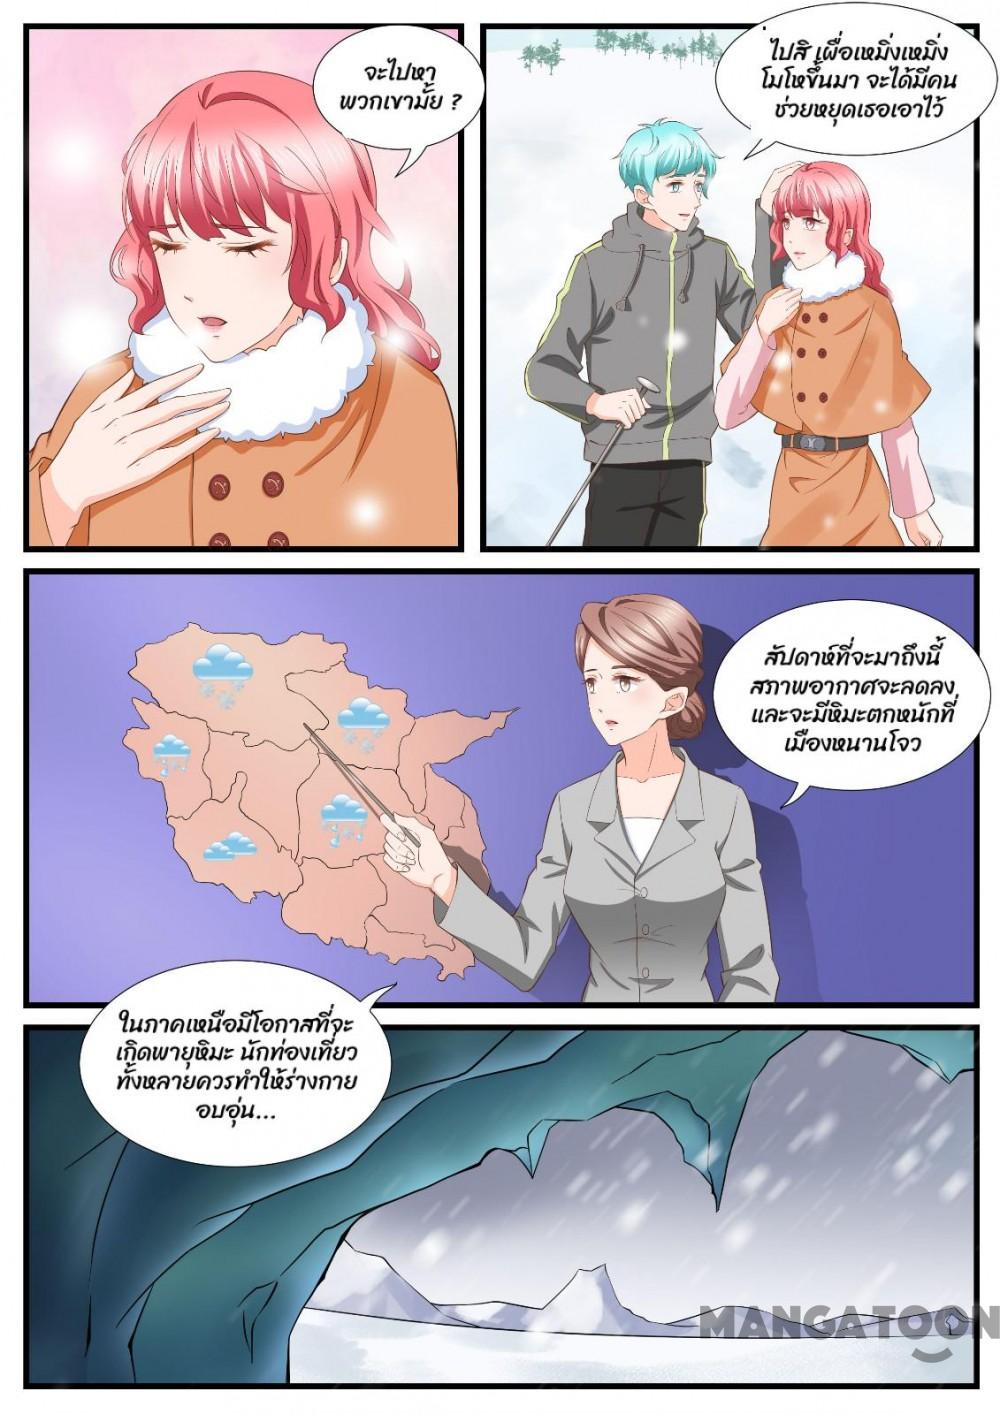 จะไปหา
พวกเขามั้ย ?
ไปสิ เผื่อเหมิ่งเหมิ่ง
โมโหขึ้นมา จะได้มีคน
ช่วยหยุดเธอเอาไว้
สัปดาห์ที่จะมาถึงนี้
สภาพอากาศจะลดลง
และจะมีหิมะตกหนักที่
เมืองหนานโจว
ในภาคเหนือมีโอกาสที่จะ
เกิดพายุหิมะ นักท่องเที่ยว
ทั้งหลายควรทำให้ร่างกาย
อบอุ่น...
MANGATOON